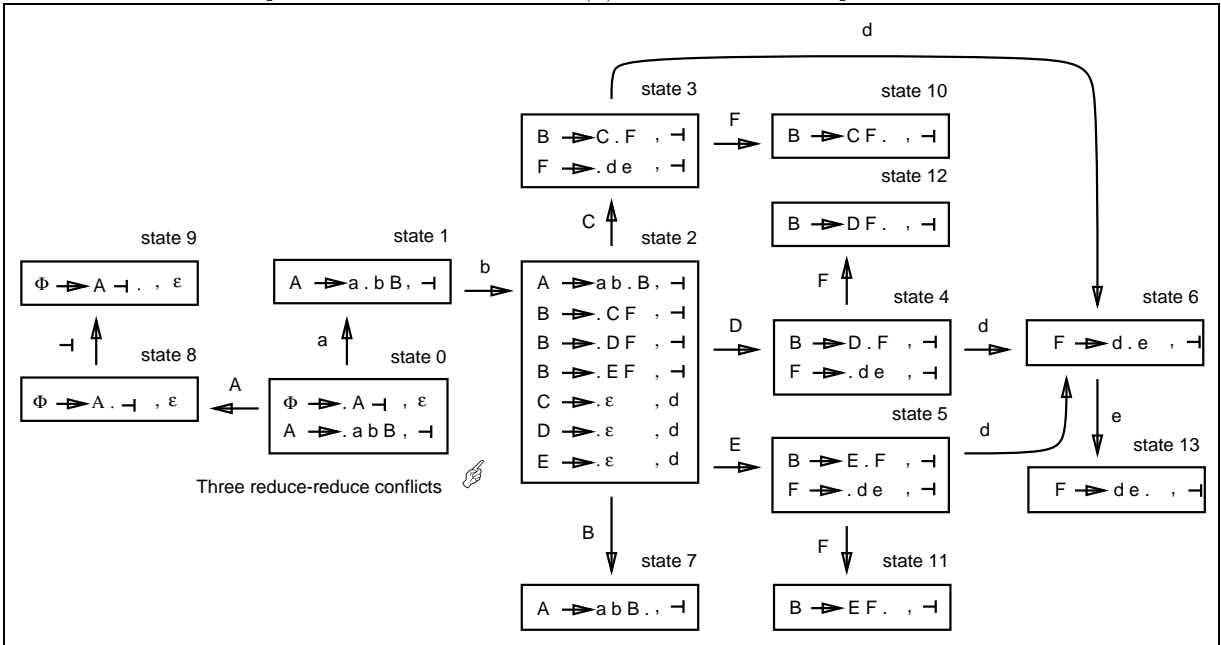 d
state 3
B → C . F , ⊣
F → . d e , ⊣
F
state 10
B → C F . , ⊣
state 12
B → D F . , ⊣
C
F
state 9
Φ → A ⊣ . , ε
state 1
A → a . b B , ⊣
b
state 2
A → a b . B , ⊣
B → . C F , ⊣
B → . D F , ⊣
B → . E F , ⊣
C → . ε , d
D → . ε , d
E → . ε , d
D
state 4
B → D . F , ⊣
F → . d e , ⊣
d
state 6
F → d . e , ⊣
⊣
state 8
Φ → A . ⊣ , ε
A
a
state 0
Φ → . A ⊣ , ε
A → . a b B , ⊣
Three reduce-reduce conflicts
E
state 5
B → E . F , ⊣
F → . d e , ⊣
d
e
state 13
F → d e . , ⊣
B
state 7
A → a b B . , ⊣
F
state 11
B → E F . , ⊣